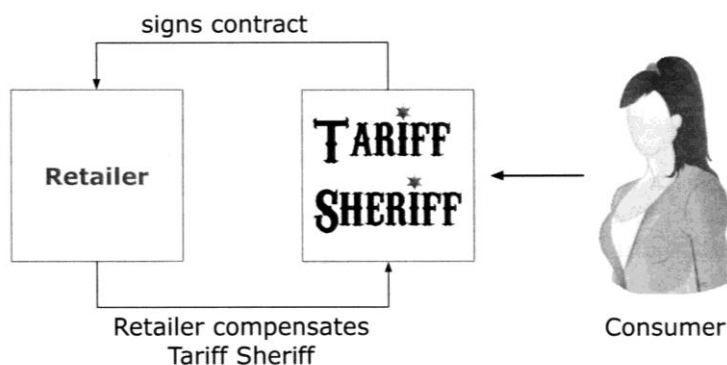 signs contract
Retailer
TARIFF
SHERIFF
Retailer compensates
Tariff Sheriff
Consumer